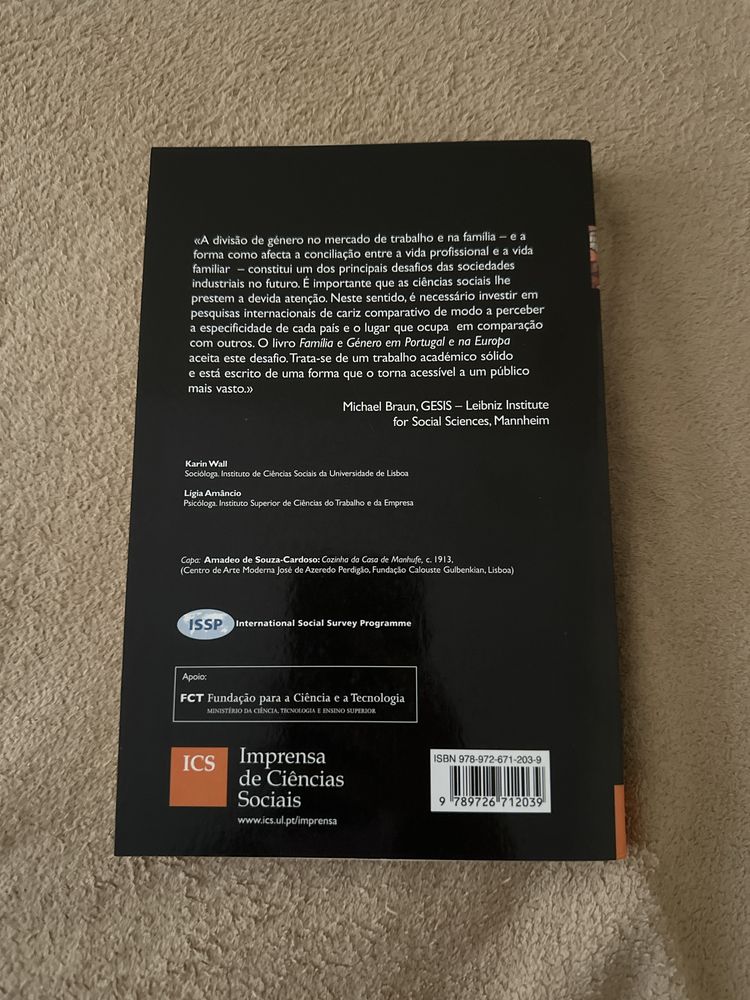 «A divisão de género no mercado de trabalho e na família – e a
forma como afecta a conciliação entre a vida profissional e a vida
familiar – constitui um dos principais desafios das sociedades
industriais no futuro. É importante que as ciências sociais lhe
prestem a devida atenção. Neste sentido, é necessário investir em
pesquisas internacionais de cariz comparativo de modo a perceber
a especificidade de cada país e o lugar que ocupa em comparação
com outros. O livro Família e Género em Portugal e na Europa
aceita este desafio. Trata-se de um trabalho académico sólido
e está escrito de uma forma que o torna acessível a um público
mais vasto.»
Michael Braun, GESIS – Leibniz Institute
for Social Sciences, Mannheim
Karin Wall
Socióloga. Instituto de Ciências Sociais da Universidade de Lisboa
Lígia Amâncio
Psicóloga. Instituto Superior de Ciências do Trabalho e da Empresa
Capa: Amadeo de Souza-Cardoso: Cozinha da Casa de Manhufe, c. 1913,
(Centro de Arte Moderna José de Azeredo Perdigão, Fundação Calouste Gulbenkian, Lisboa)
ISSP International Social Survey Programme
Apoio:
FCT Fundação para a Ciência e a Tecnologia
MINISTÉRIO DA CIÊNCIA, TECNOLOGIA E ENSINO SUPERIOR
ICS
Imprensa
de Ciências
Sociais
www.ics.ul.pt/imprensa
ISBN 978-972-671-203-9
9 789726 712039